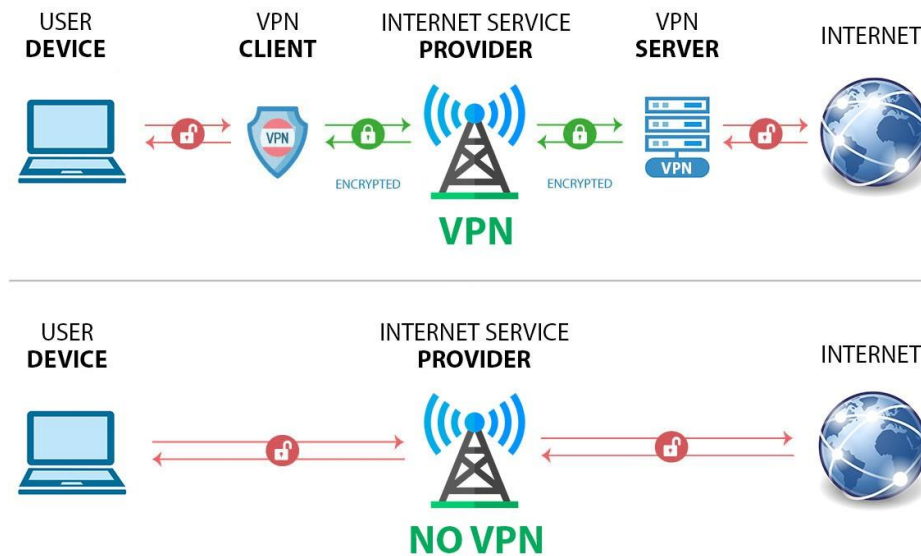 USER
DEVICE
VPN
CLIENT
INTERNET SERVICE
PROVIDER
VPN
SERVER
INTERNET
VPN
VPN
ENCRYPTED
ENCRYPTED
VPN
USER
DEVICE
INTERNET SERVICE
PROVIDER
INTERNET
NO VPN